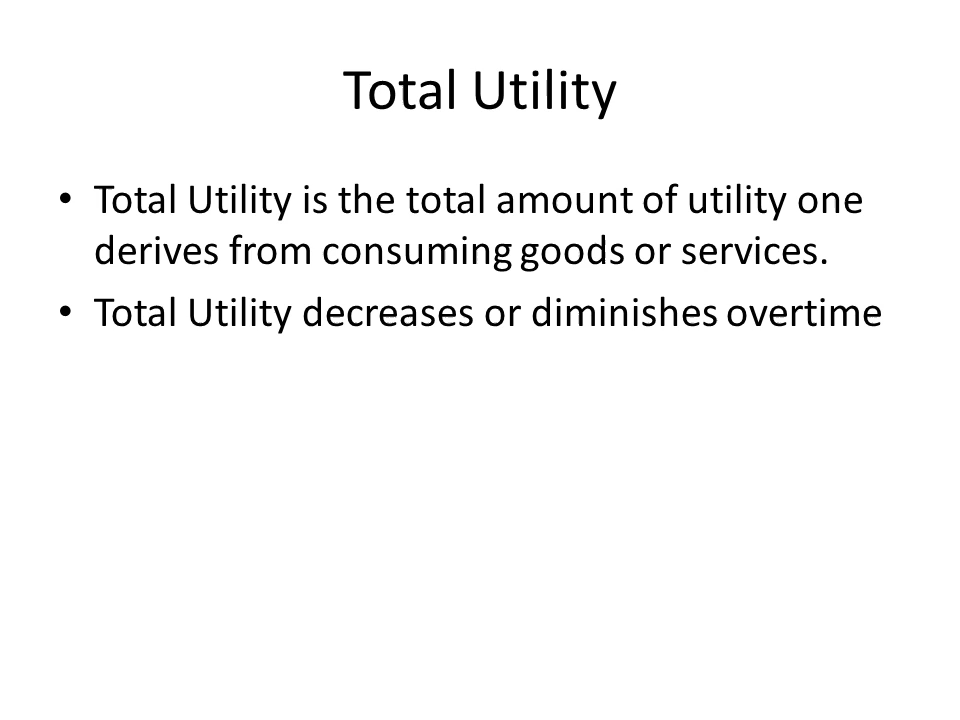 Total Utility
• Total Utility is the total amount of utility one
derives from consuming goods or services.
• Total Utility decreases or diminishes overtime